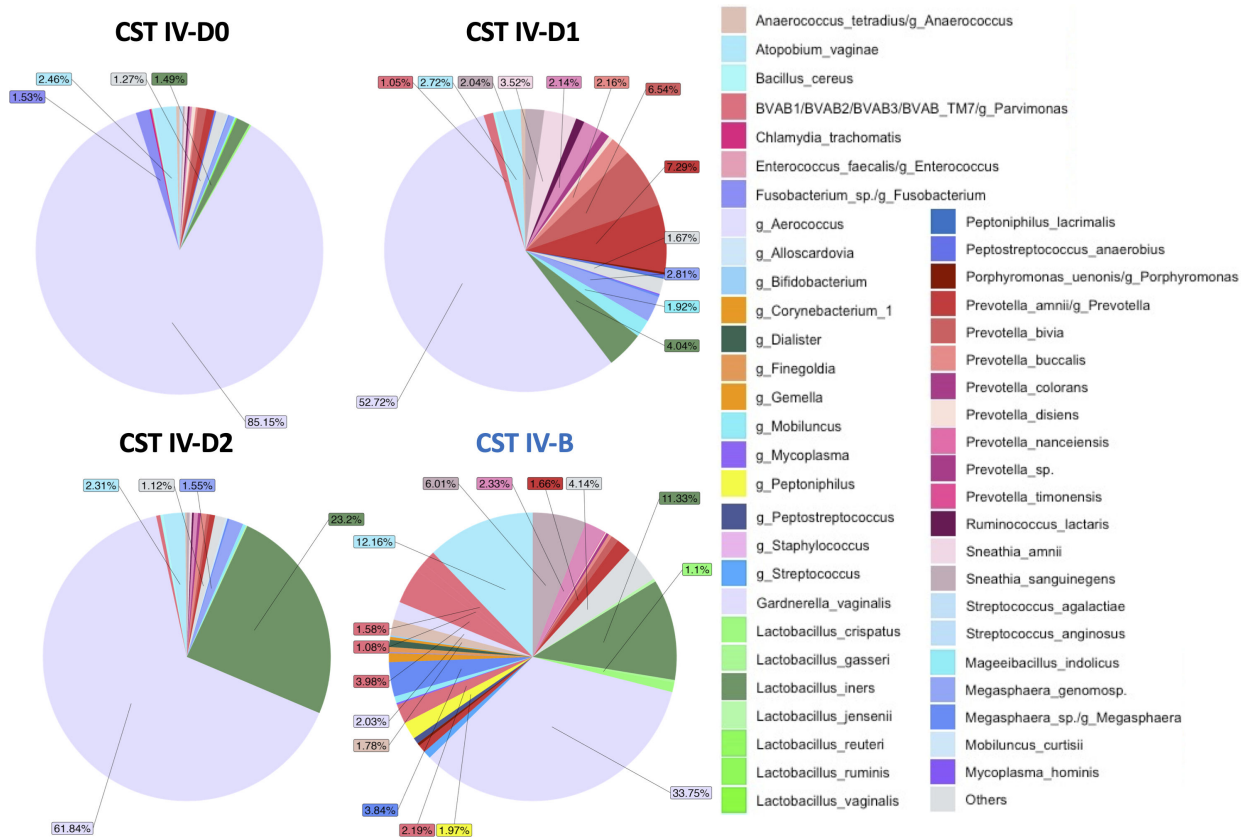 CST IV-D0
2.46%
1.27%
1.49%
1.53%
85.15%
CST IV-D1
1.05%
2.72%
2.04%
3.52%
2.14%
2.16%
6.54%
7.29%
1.67%
2.81%
1.92%
4.04%
52.72%
CST IV-D2
2.31%
1.12%
1.55%
23.2%
61.84%
CST IV-B
6.01%
2.33%
1.66%
4.14%
11.33%
12.16%
1.1%
1.58%
1.08%
3.98%
2.03%
1.78%
3.84%
2.19%
1.97%
33.75%
Anaerococcus_tetradius/g_Anaerococcus
Atopobium_vaginae
Bacillus_cereus
BVAB1/BVAB2/BVAB3/BVAB_TM7/g_Parvimonas
Chlamydia_trachomatis
Enterococcus_faecalis/g_Enterococcus
Fusobacterium_sp./g_Fusobacterium
g_Aerococcus
g_Alloscardovia
g_Bifidobacterium
g_Corynebacterium_1
g_Dialister
g_Finegoldia
g_Gemella
g_Mobiluncus
g_Mycoplasma
g_Peptoniphilus
g_Peptostreptococcus
g_Staphylococcus
g_Streptococcus
Gardnerella_vaginalis
Lactobacillus_crispatus
Lactobacillus_gasseri
Lactobacillus_iners
Lactobacillus_jensenii
Lactobacillus_reuteri
Lactobacillus_ruminis
Lactobacillus_vaginalis
Peptoniphilus_lacrimalis
Peptostreptococcus_anaerobius
Porphyromonas_uenonis/g_Porphyromonas
Prevotella_amnii/g_Prevotella
Prevotella_bivia
Prevotella_buccalis
Prevotella_colorans
Prevotella_disiens
Prevotella_nanceiensis
Prevotella_sp.
Prevotella_timonensis
Ruminococcus_lactaris
Sneathia_amnii
Sneathia_sanguinegens
Streptococcus_agalactiae
Streptococcus_anginosus
Mageeibacillus_indolicus
Megasphaera_genomosp.
Megasphaera_sp./g_Megasphaera
Mobiluncus_curtisii
Mycoplasma_hominis
Others